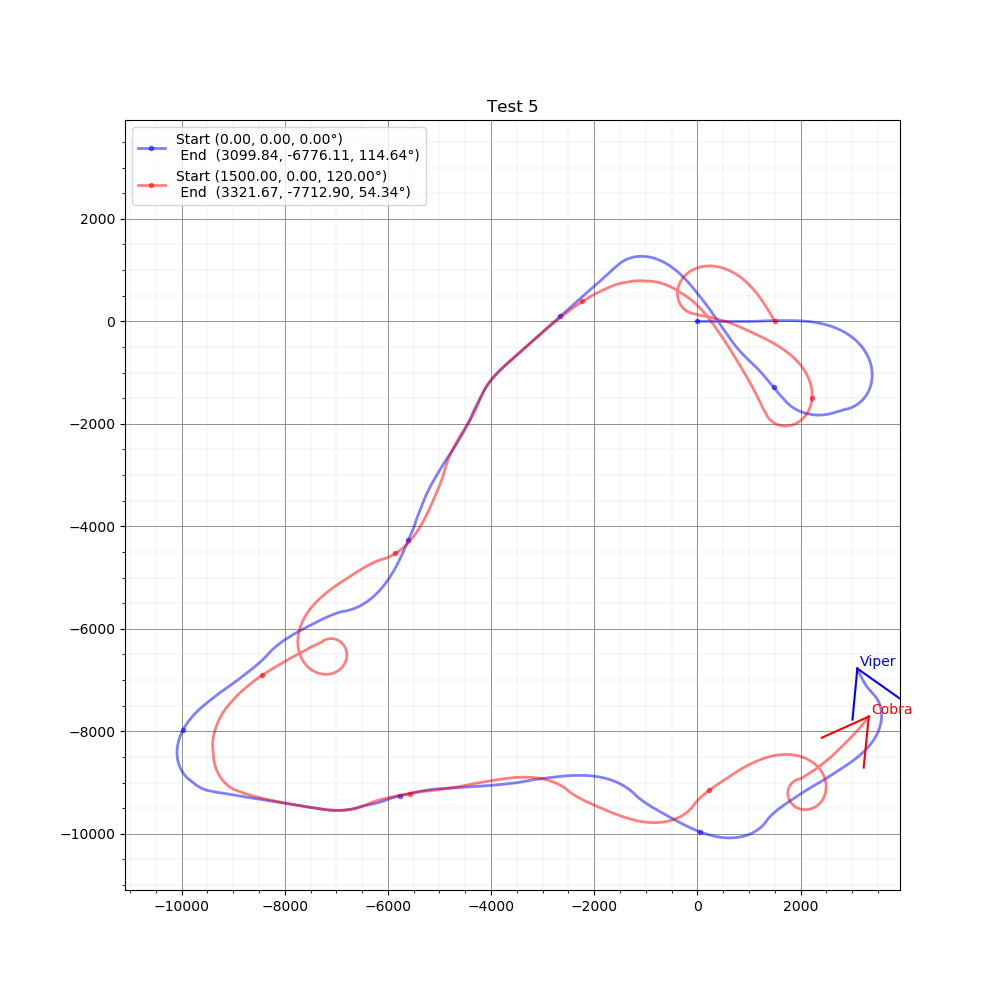 Test 5
Start (0.00, 0.00, 0.00°)
End  (3099.84, -6776.11, 114.64°)
Start (1500.00, 0.00, 120.00°)
End  (3321.67, -7712.90, 54.34°)
2000
0
−2000
−4000
−6000
−8000
−10000
Viper
Cobra
−10000 −8000 −6000 −4000 −2000 0 2000